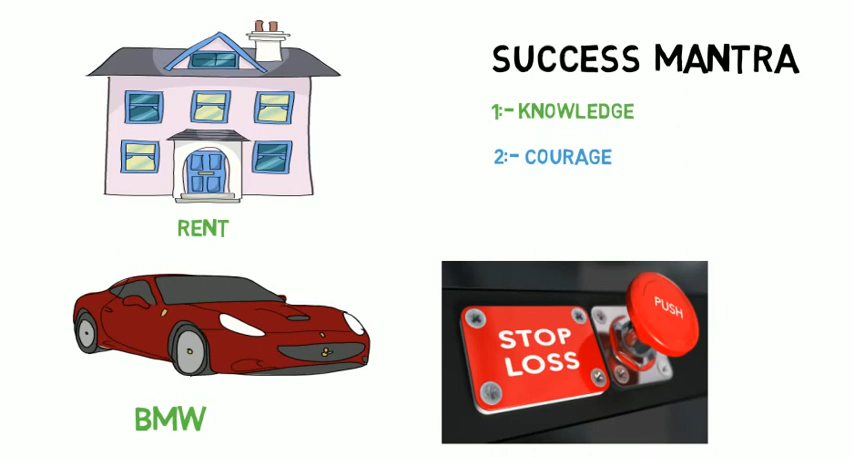 SUCCESS MANTRA
1:- KNOWLEDGE
2:- COURAGE
RENT
BMW
STOP
LOSS
PUSH